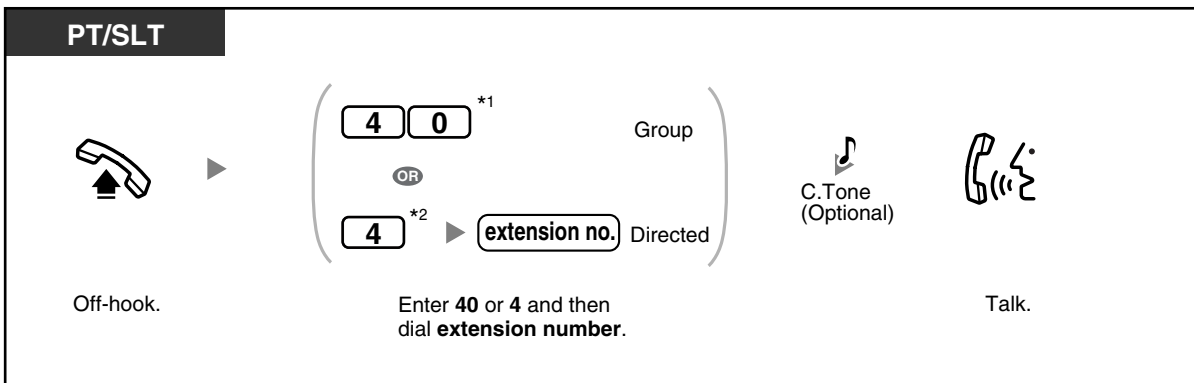 PT/SLT
4 0 *1 Group
OR
4 *2 extension no. Directed
C.Tone
(Optional)
Off-hook.
Enter 40 or 4 and then
dial extension number.
Talk.